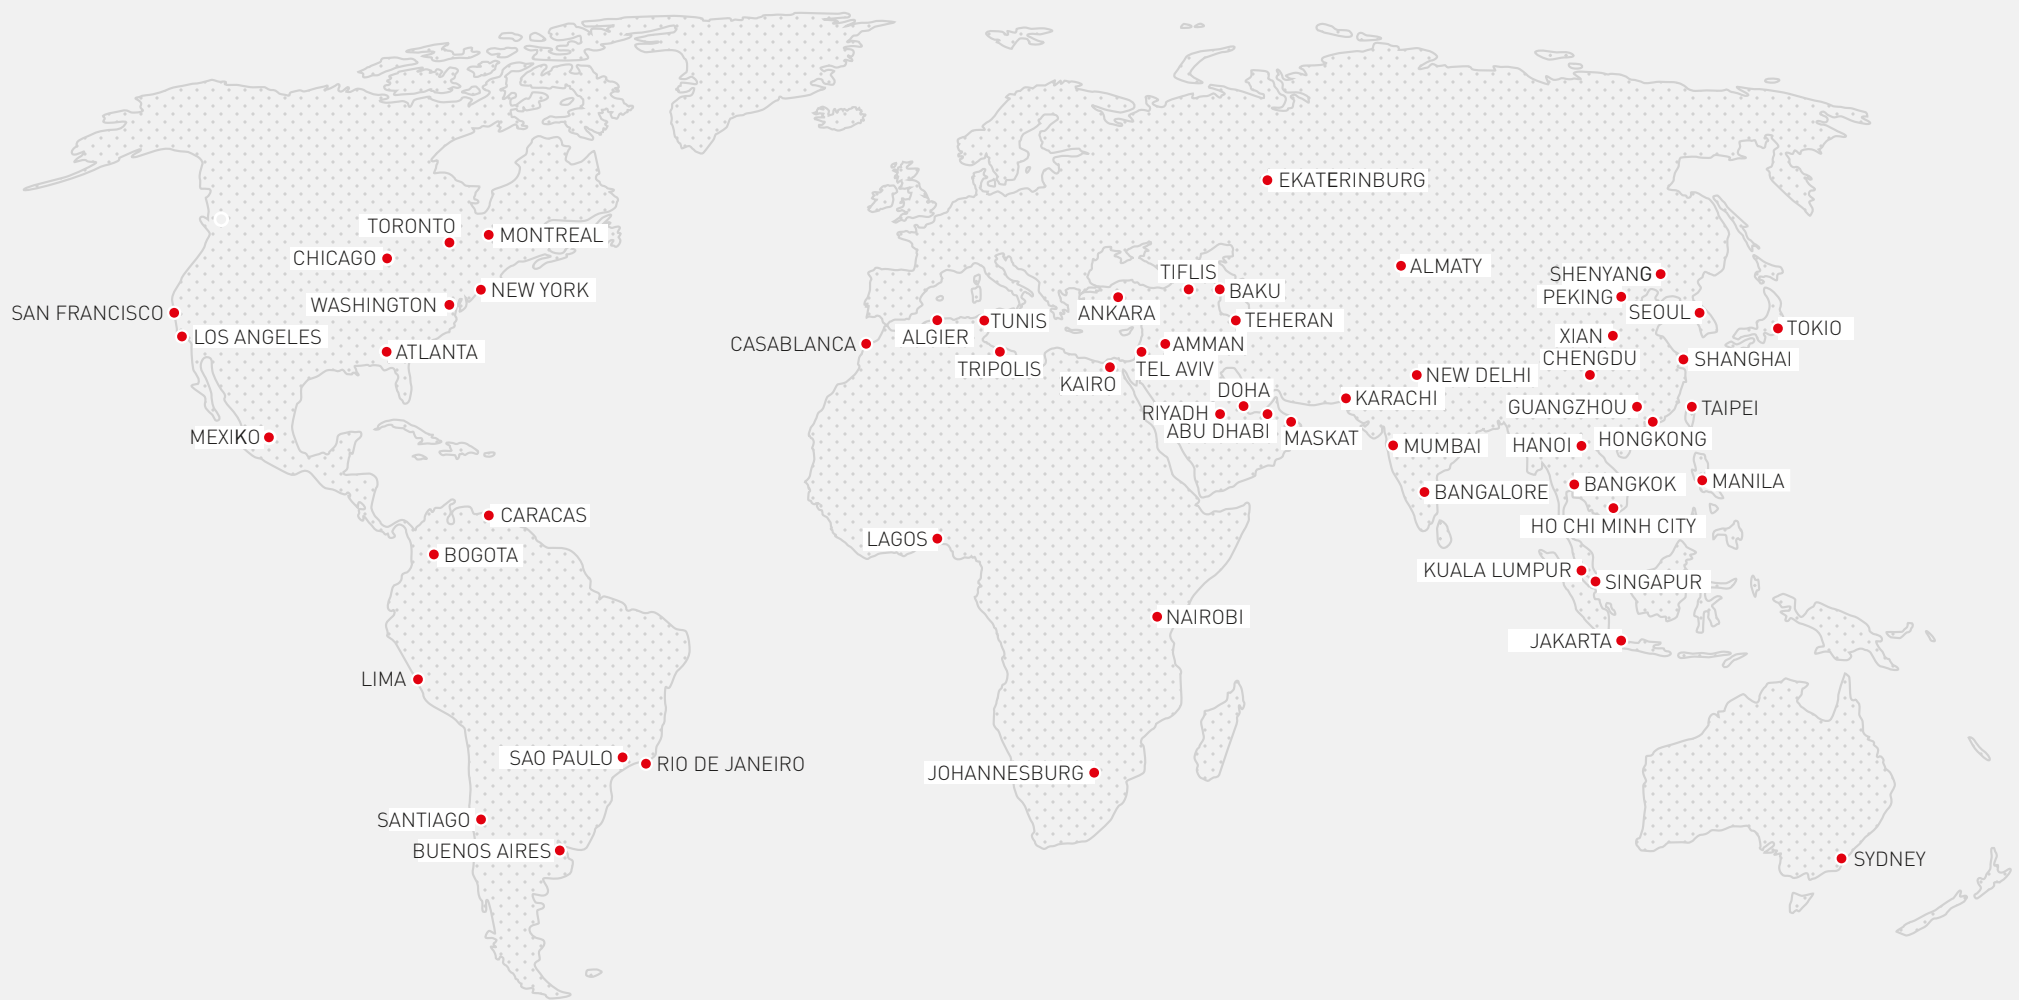 EKATERINBURG
TORONTO
MONTREAL
CHICAGO
ALMATY
TIFLIS
SHENYANG
NEW YORK
BAKU
PEKING
WASHINGTON
SAN FRANCISCO
ANKARA
SEOUL
LOS ANGELES
ALGIER
TUNIS
TEHERAN
TOKIO
XIAN
CASABLANCA
AMMAN
ATLANTA
CHENGDU
SHANGHAI
TRIPOLIS
TEL AVIV
NEW DELHI
KAIRO
DOHA
KARACHI
RIYADH
GUANGZHOU
TAIPEI
ABU DHABI
MEXIKO
MASKAT
MUMBAI
HANOI
HONGKONG
BANGKOK
MANILA
BANGALORE
CARACAS
HO CHI MINH CITY
LAGOS
BOGOTA
KUALA LUMPUR
SINGAPUR
NAIROBI
JAKARTA
LIMA
SAO PAULO
RIO DE JANEIRO
JOHANNESBURG
SANTIAGO
BUENOS AIRES
SYDNEY